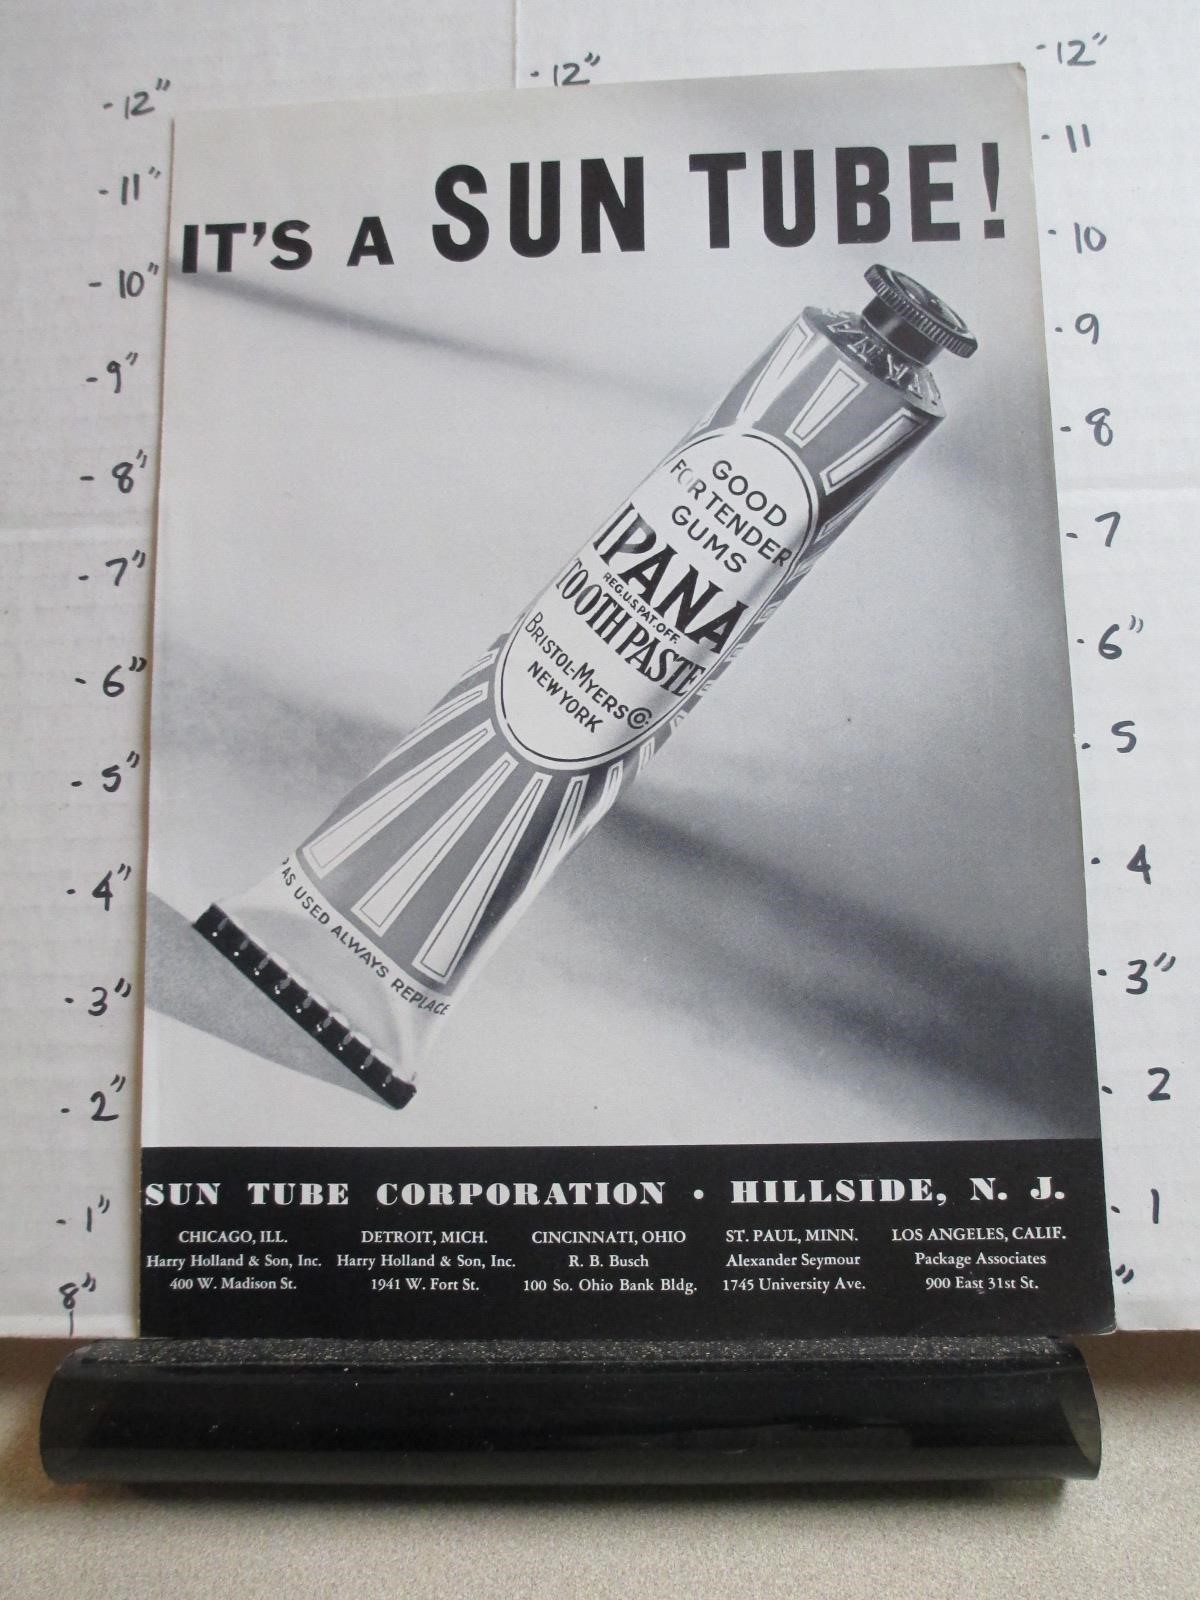 12"
12"
12"
11"
11
10"
10
9"
9
8"
8
7"
7
6"
6"
5"
5
4"
4
3"
3"
2"
2
1"
1
8"
IT'S A SUN TUBE!
GOOD
FOR TENDER
GUMS
IPANA
REG.U.S.PAT.OFF.
TOOTH PASTE
BRISTOL-MYERS CO.
NEW YORK
AS USED ALWAYS REPLACE
SUN TUBE CORPORATION • HILLSIDE, N. J.
CHICAGO, ILL.
Harry Holland & Son, Inc.
400 W. Madison St.
DETROIT, MICH.
Harry Holland & Son, Inc.
1941 W. Fort St.
CINCINNATI, OHIO
R. B. Busch
100 So. Ohio Bank Bldg.
ST. PAUL, MINN.
Alexander Seymour
1745 University Ave.
LOS ANGELES, CALIF.
Package Associates
900 East 31st St.